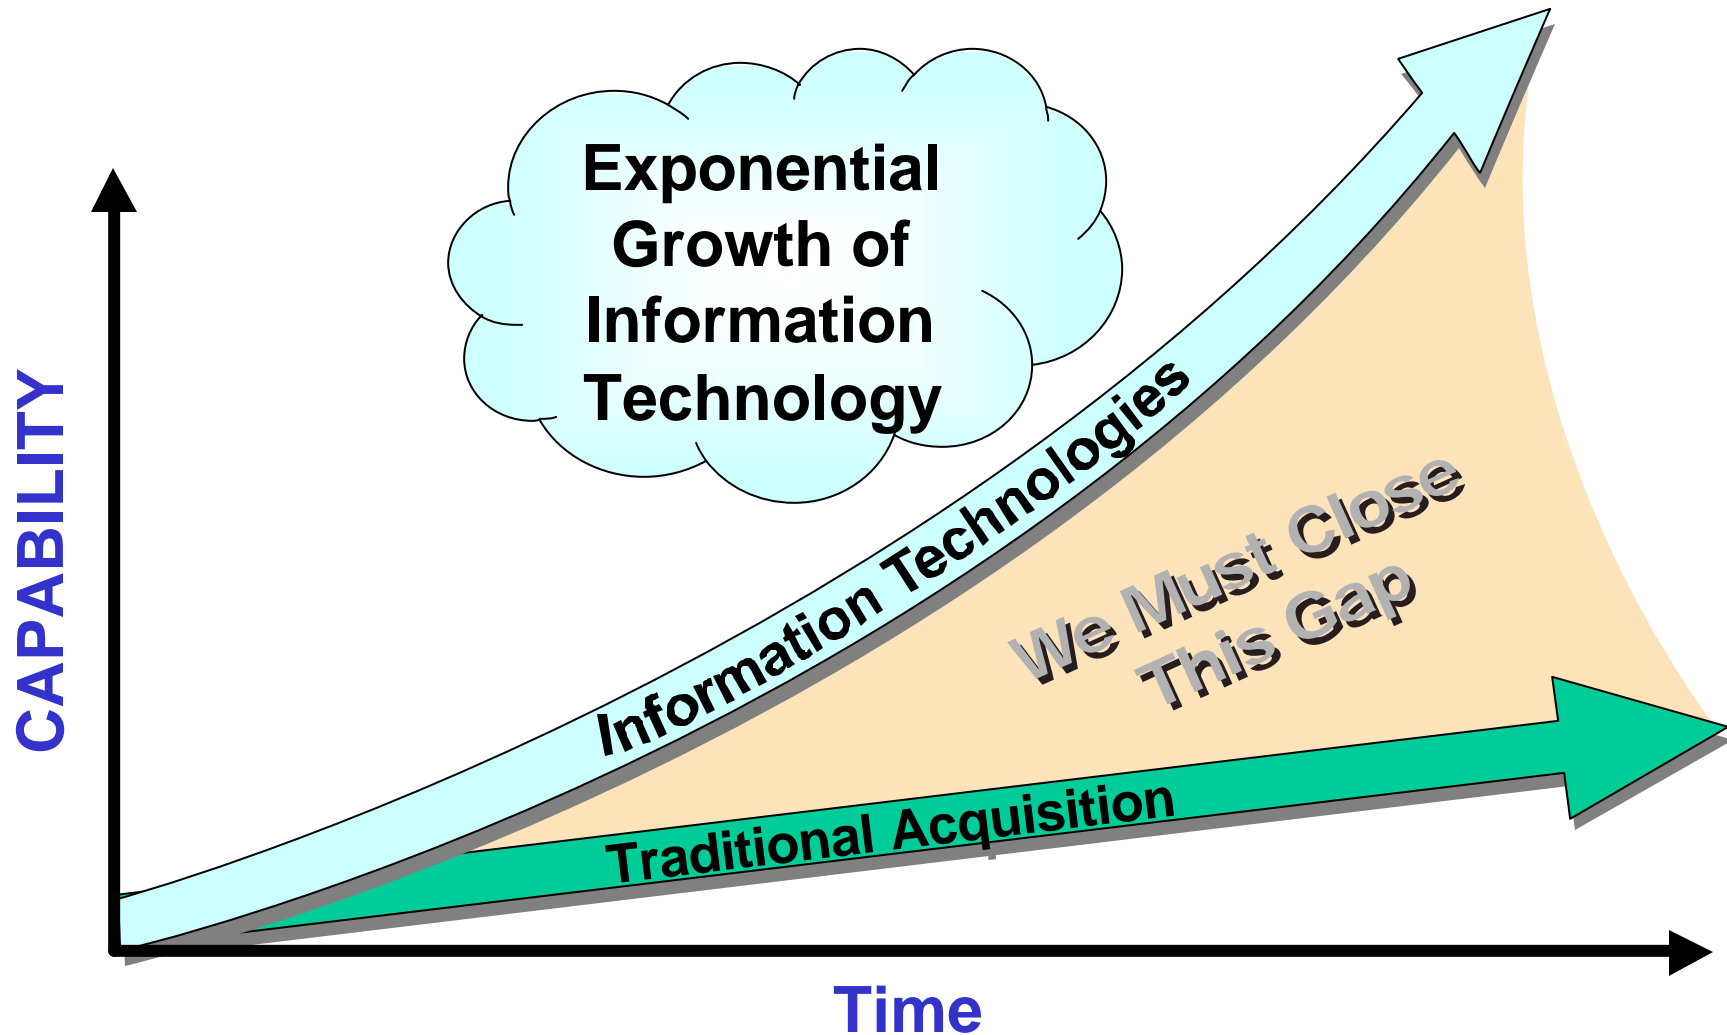 Exponential
Growth of
Information
Technology
CAPABILITY
Information Technologies
We Must Close
This Gap
Traditional Acquisition
Time